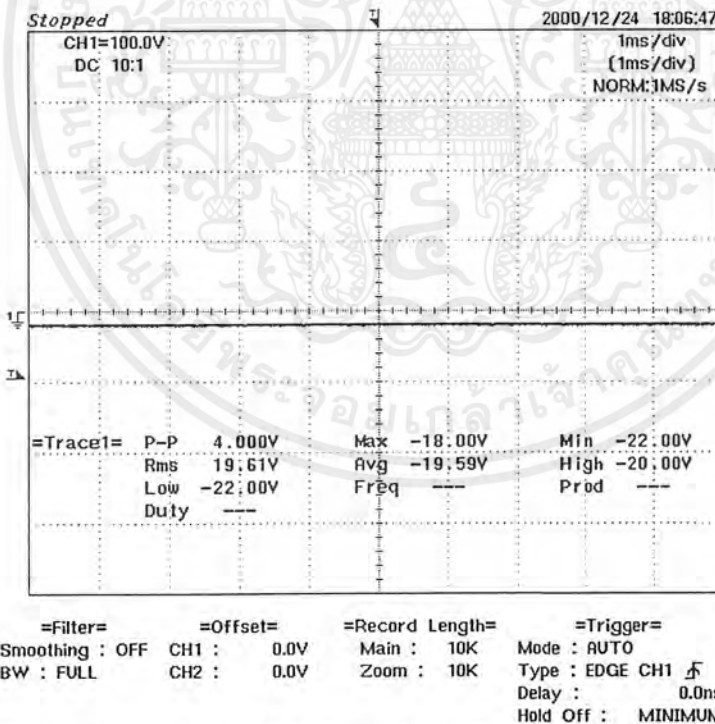 Stopped 2000/12/24 18:06:47
CH1=100.0V 1ms/div
DC 10:1 (1ms/div)
NORM:1MS/s
=Trace1= P-P 4.000V Max -18.00V Min -22.00V
Rms 19.61V Avg -19.59V High -20.00V
Low -22.00V Freq --- Prod ---
Duty ---
=Filter= =Offset= =Record Length= =Trigger=
Smoothing : OFF CH1 : 0.0V Main : 10K Mode : AUTO
BW : FULL CH2 : 0.0V Zoom : 10K Type : EDGE CH1
Delay : 0.0ns
Hold Off : MINIMUM